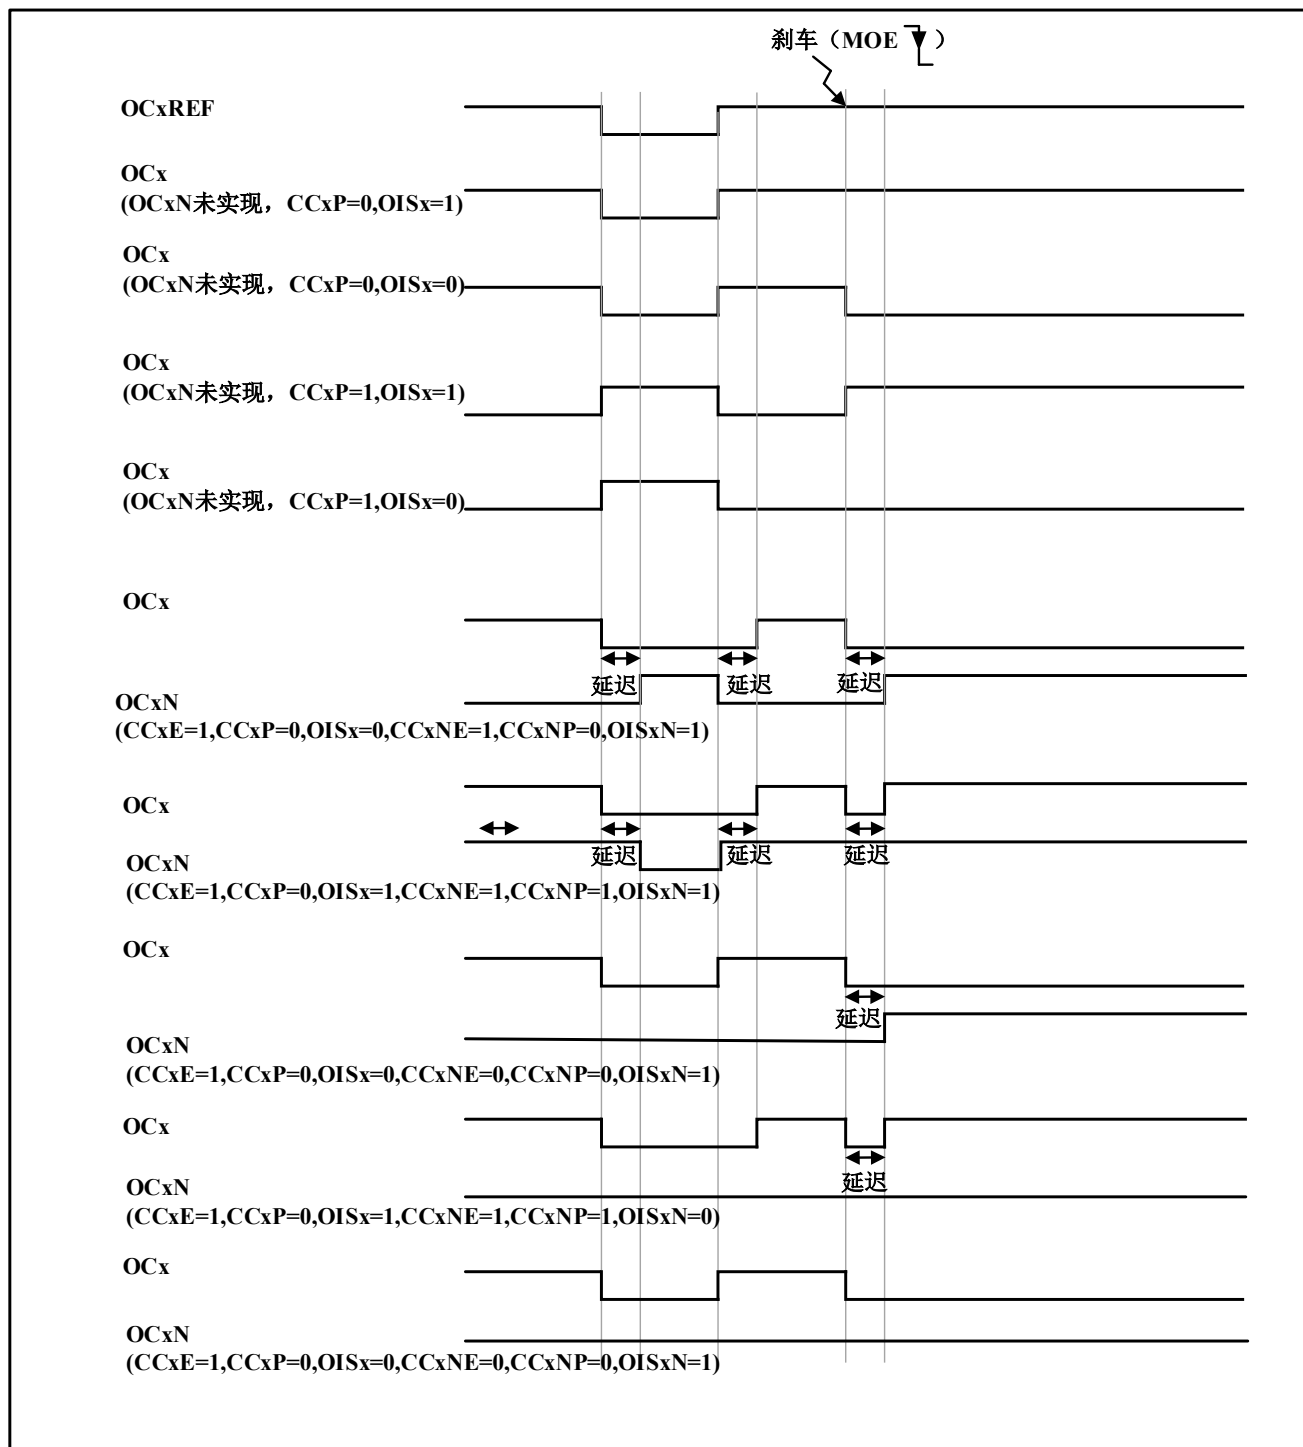 刹车（MOE ）
OCxREF
OCx
(OCxN未实现，CCxP=0,OISx=1)
OCx
(OCxN未实现，CCxP=0,OISx=0)
OCx
(OCxN未实现，CCxP=1,OISx=1)
OCx
(OCxN未实现，CCxP=1,OISx=0)
OCx
延迟 延迟 延迟
OCxN
(CCxE=1,CCxP=0,OISx=0,CCxNE=1,CCxNP=0,OISxN=1)
OCx
延迟 延迟 延迟
OCxN
(CCxE=1,CCxP=0,OISx=1,CCxNE=1,CCxNP=1,OISxN=1)
OCx
延迟
OCxN
(CCxE=1,CCxP=0,OISx=0,CCxNE=0,CCxNP=0,OISxN=1)
OCx
延迟
OCxN
(CCxE=1,CCxP=0,OISx=1,CCxNE=1,CCxNP=1,OISxN=0)
OCx
OCxN
(CCxE=1,CCxP=0,OISx=0,CCxNE=0,CCxNP=0,OISxN=1)